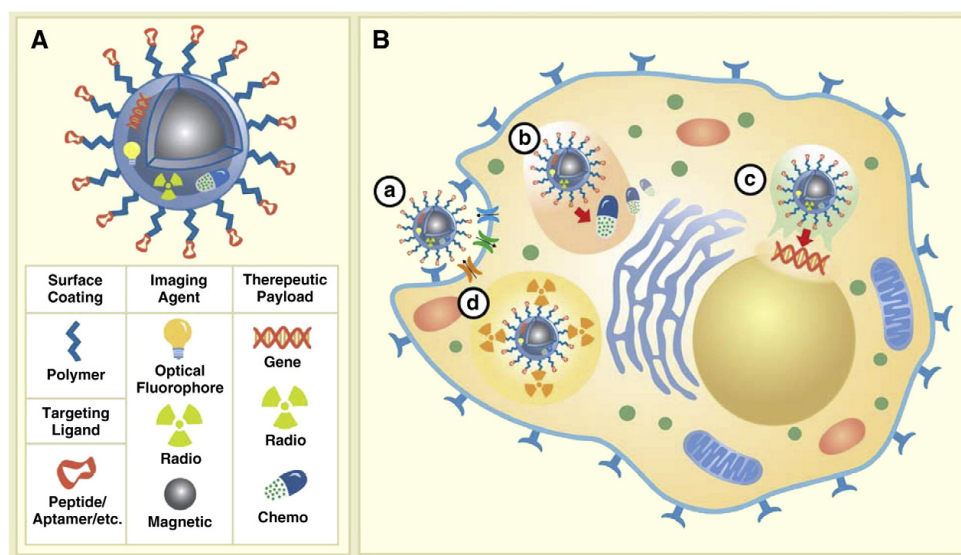 A
Surface
Coating
Imaging
Agent
Therepeutic
Payload
Polymer
Optical
Fluorophore
Gene
Targeting
Ligand
Radio
Radio
Peptide/
Aptamer/etc.
Magnetic
Chemo
B
a
b
c
d